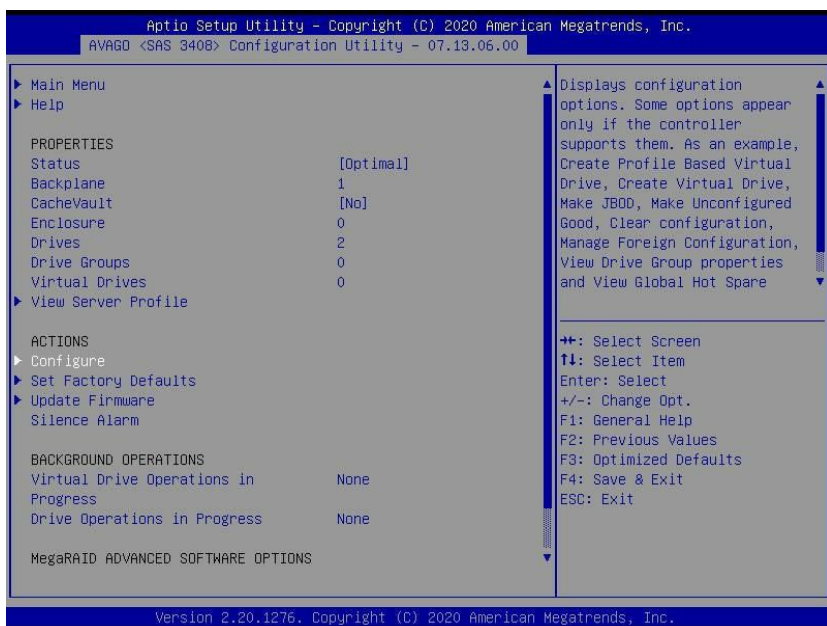 Aptio Setup Utility – Copyright (C) 2020 American Megatrends, Inc.
AVAGO <SAS 3408> Configuration Utility – 07.13.06.00
Main Menu
Help
PROPERTIES
Status [Optimal]
Backplane 1
CacheVault [No]
Enclosure 0
Drives 2
Drive Groups 0
Virtual Drives 0
View Server Profile
ACTIONS
Configure
Set Factory Defaults
Update Firmware
Silence Alarm
BACKGROUND OPERATIONS
Virtual Drive Operations in None
Progress
Drive Operations in Progress None
MegaRAID ADVANCED SOFTWARE OPTIONS
Displays configuration
options. Some options appear
only if the controller
supports them. As an example,
Create Profile Based Virtual
Drive, Create Virtual Drive,
Make JBOD, Make Unconfigured
Good, Clear configuration,
Manage Foreign Configuration,
View Drive Group properties
and View Global Hot Spare
→←: Select Screen
↑↓: Select Item
Enter: Select
+/-: Change Opt.
F1: General Help
F2: Previous Values
F3: Optimized Defaults
F4: Save & Exit
ESC: Exit
Version 2.20.1276. Copyright (C) 2020 American Megatrends, Inc.